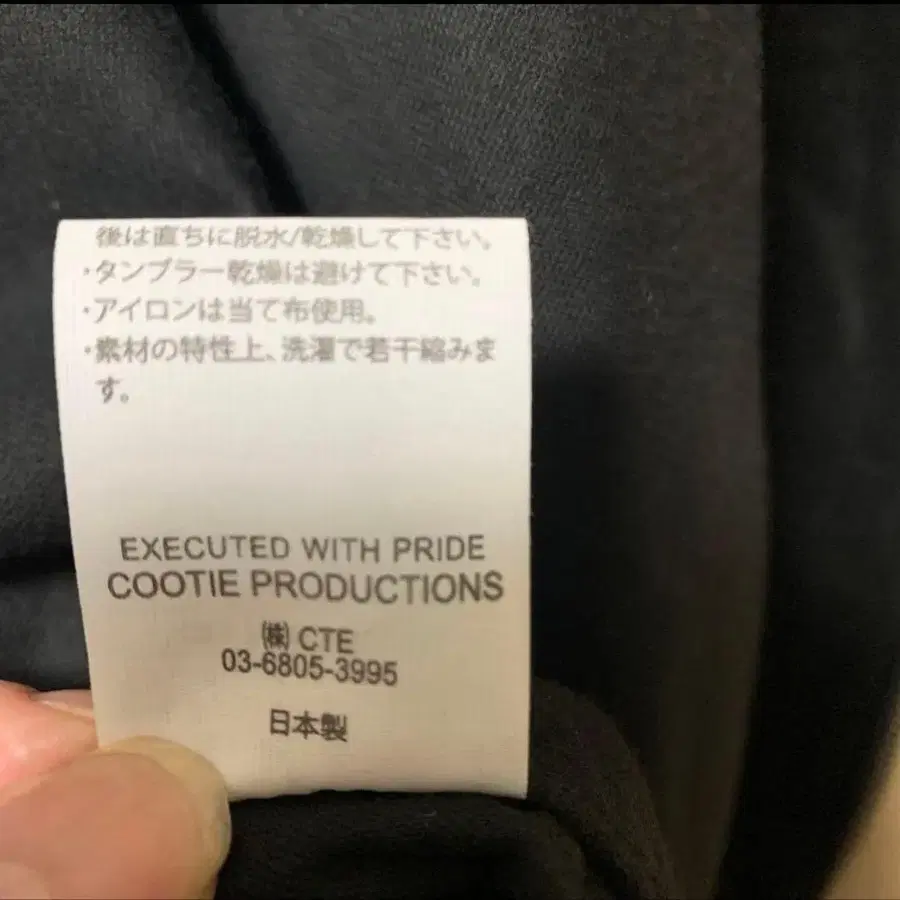 後は直ちに脱水/乾燥して下さい。
・タンブラー乾燥は避けて下さい。
・アイロンは当て布使用。
・素材の特性上、洗濯で若干縮みま
す。
EXECUTED WITH PRIDE
COOTIE PRODUCTIONS
㈱ CTE
03-6805-3995
日本製